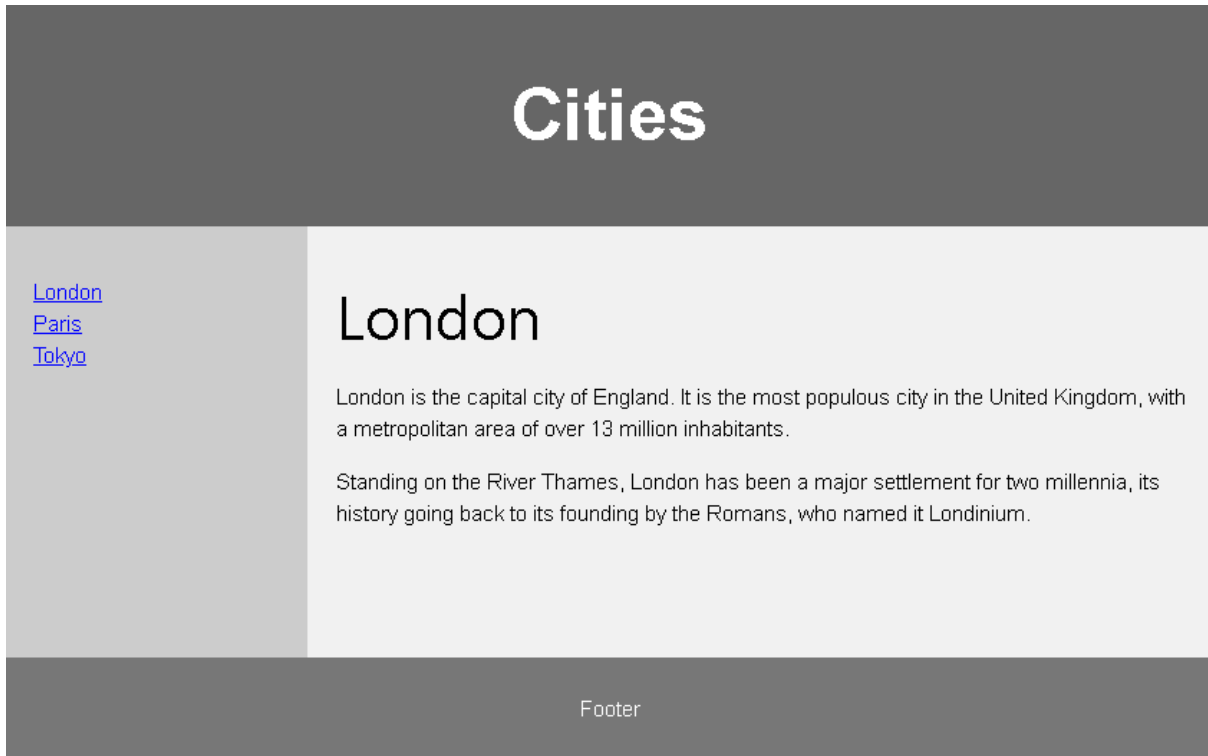 Cities
London
Paris
Tokyo
London
London is the capital city of England. It is the most populous city in the United Kingdom, with
a metropolitan area of over 13 million inhabitants.
Standing on the River Thames, London has been a major settlement for two millennia, its
history going back to its founding by the Romans, who named it Londinium.
Footer